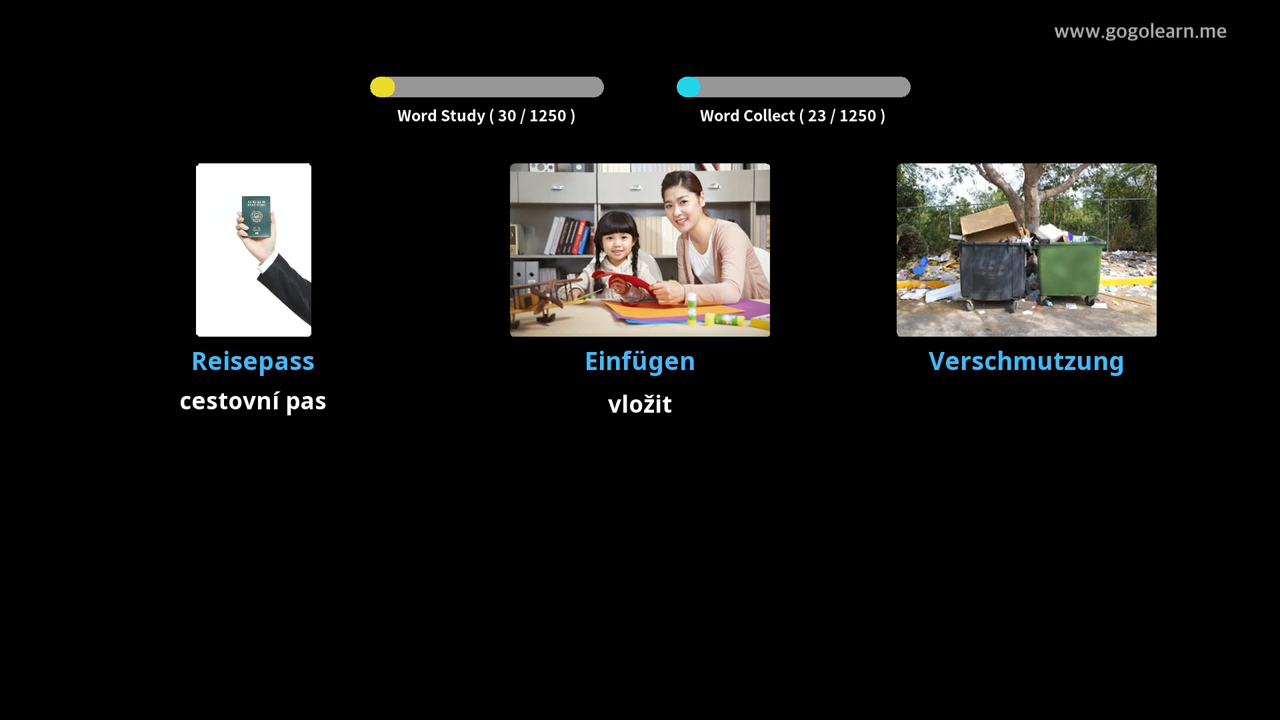 www.gogolearn.me
Word Study ( 30 / 1250 )
Word Collect ( 23 / 1250 )
Reisepass
Einfügen
Verschmutzung
cestovní pas
vložit